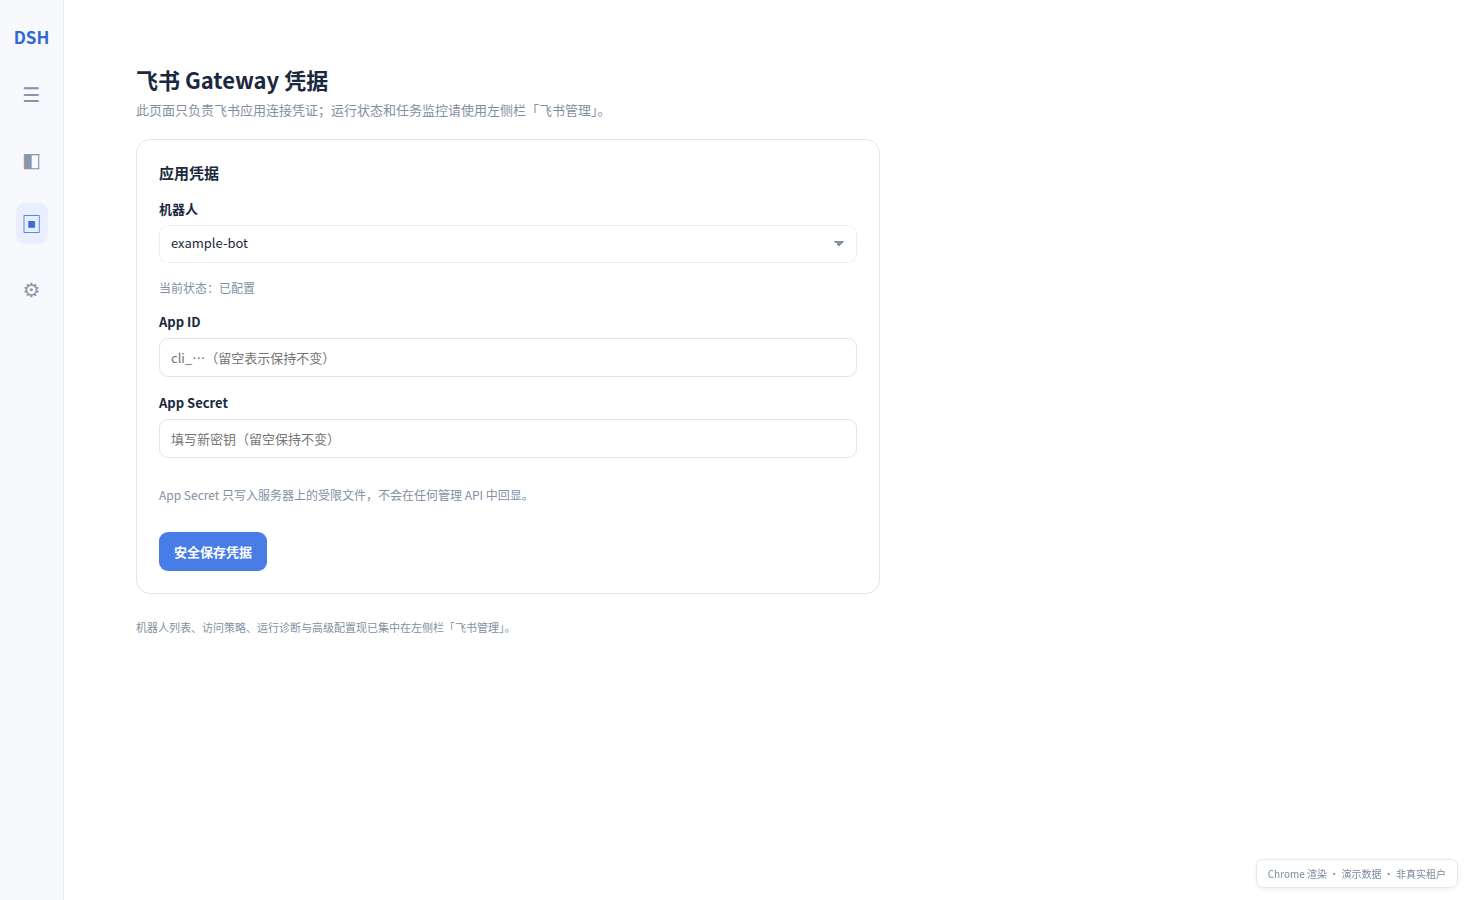 DSH
飞书 Gateway 凭据
此页面只负责飞书应用连接凭证；运行状态和任务监控请使用左侧栏「飞书管理」。
应用凭据
机器人
example-bot
当前状态：已配置
App ID
cli_…（留空表示保持不变）
App Secret
填写新密钥（留空保持不变）
App Secret 只写入服务器上的受限文件，不会在任何管理 API 中回显。
安全保存凭据
机器人列表、访问策略、运行诊断与高级配置现已集中在左侧栏「飞书管理」。
Chrome 渲染 · 演示数据 · 非真实租户